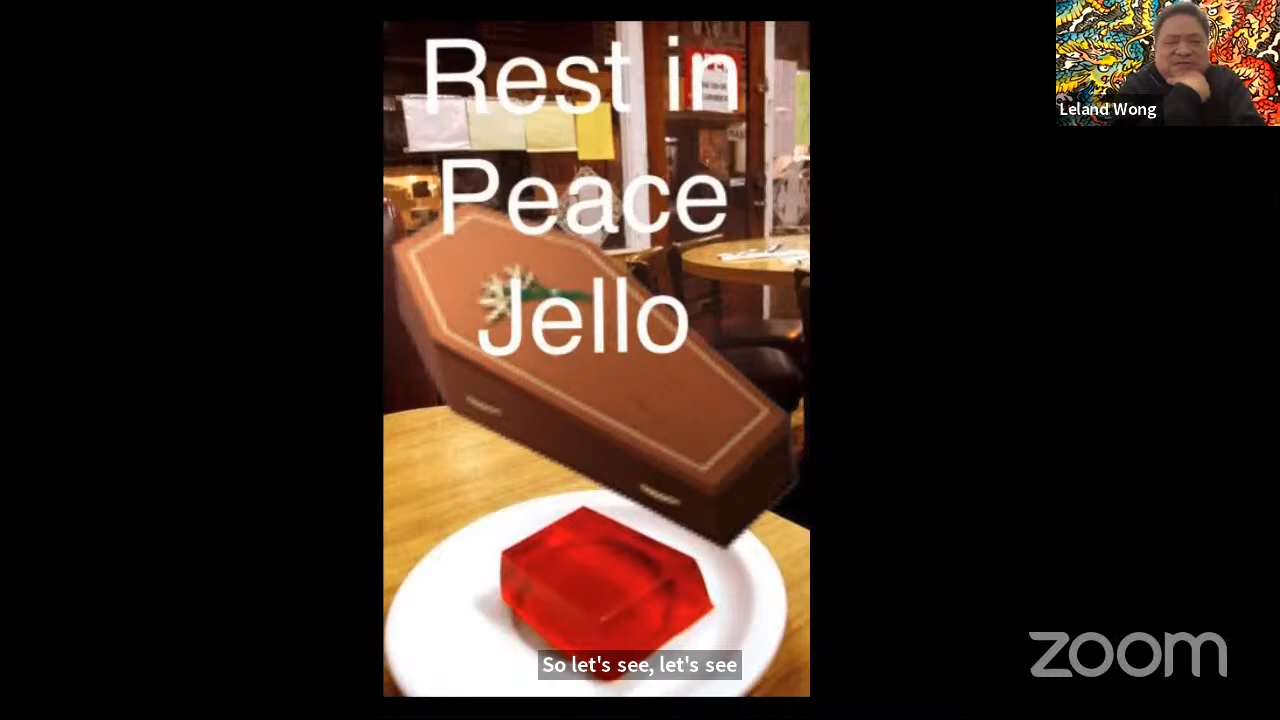 Rest in
Peace
Jello
Leland Wong
So let's see, let's see
zoom